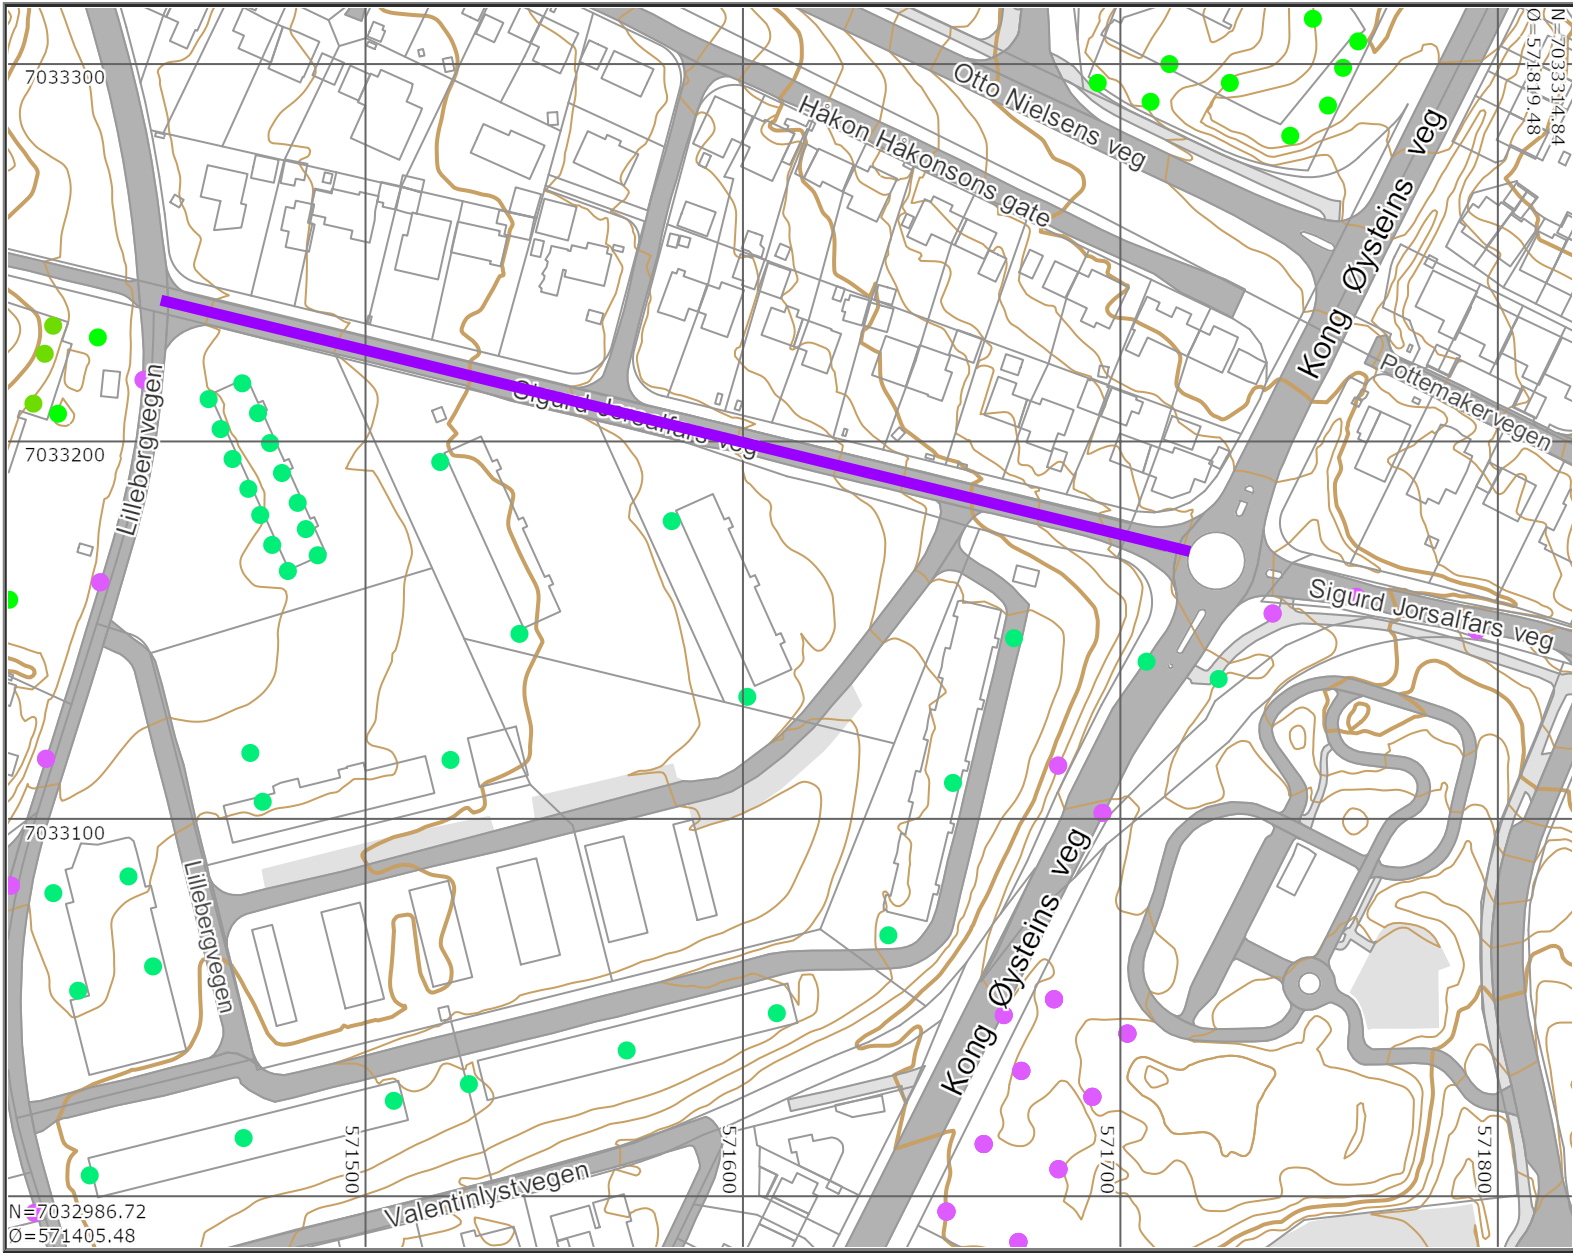 N=7033314.84
Ø=571819.48
7033300
Otto Nielsens veg
Håkon Håkonsons gate
Kong Øysteins veg
Pottemakervegen
Sigurd Jorsalfars veg
7033200
Lillebergvegen
Sigurd Jorsalfars veg
7033100
Lillebergvegen
Kong Øysteins veg
571500
571600
571700
571800
Valentinlystvegen
N=7032986.72
Ø=571405.48